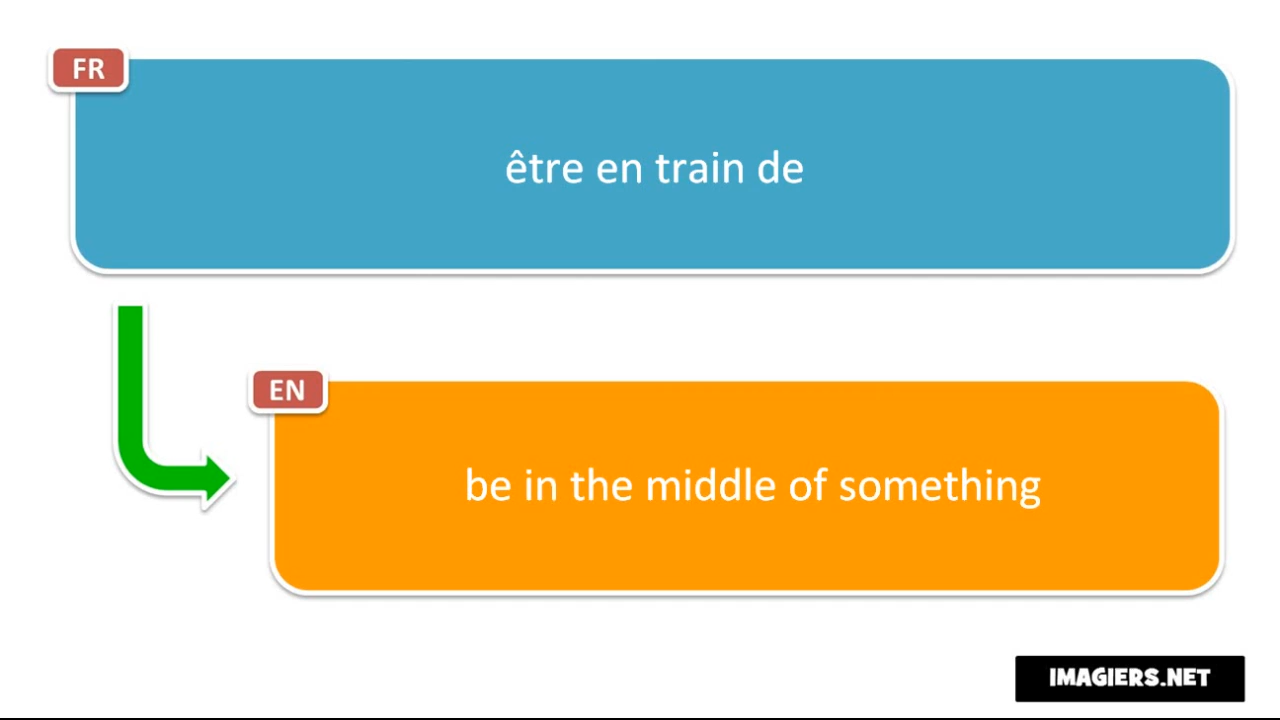 FR
être en train de
EN
be in the middle of something
IMAGIERS.NET